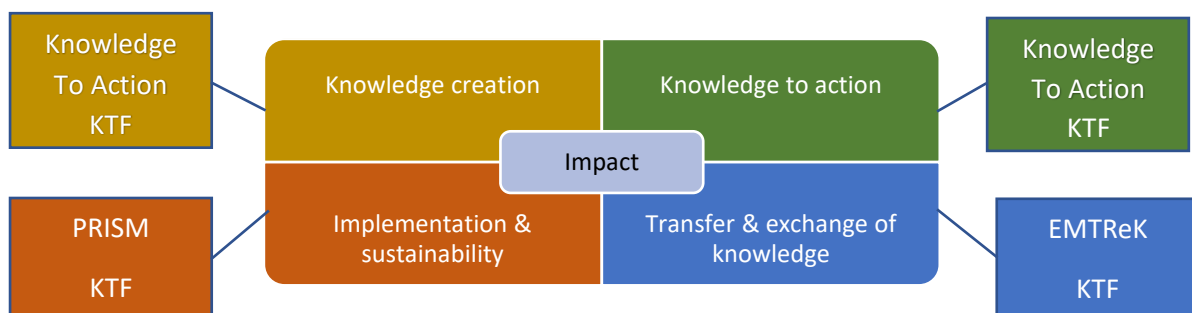 Knowledge
To Action
KTF
Knowledge creation
Knowledge to action
Knowledge
To Action
KTF
Impact
PRISM
KTF
Implementation &
sustainability
Transfer & exchange of
knowledge
EMTReK
KTF